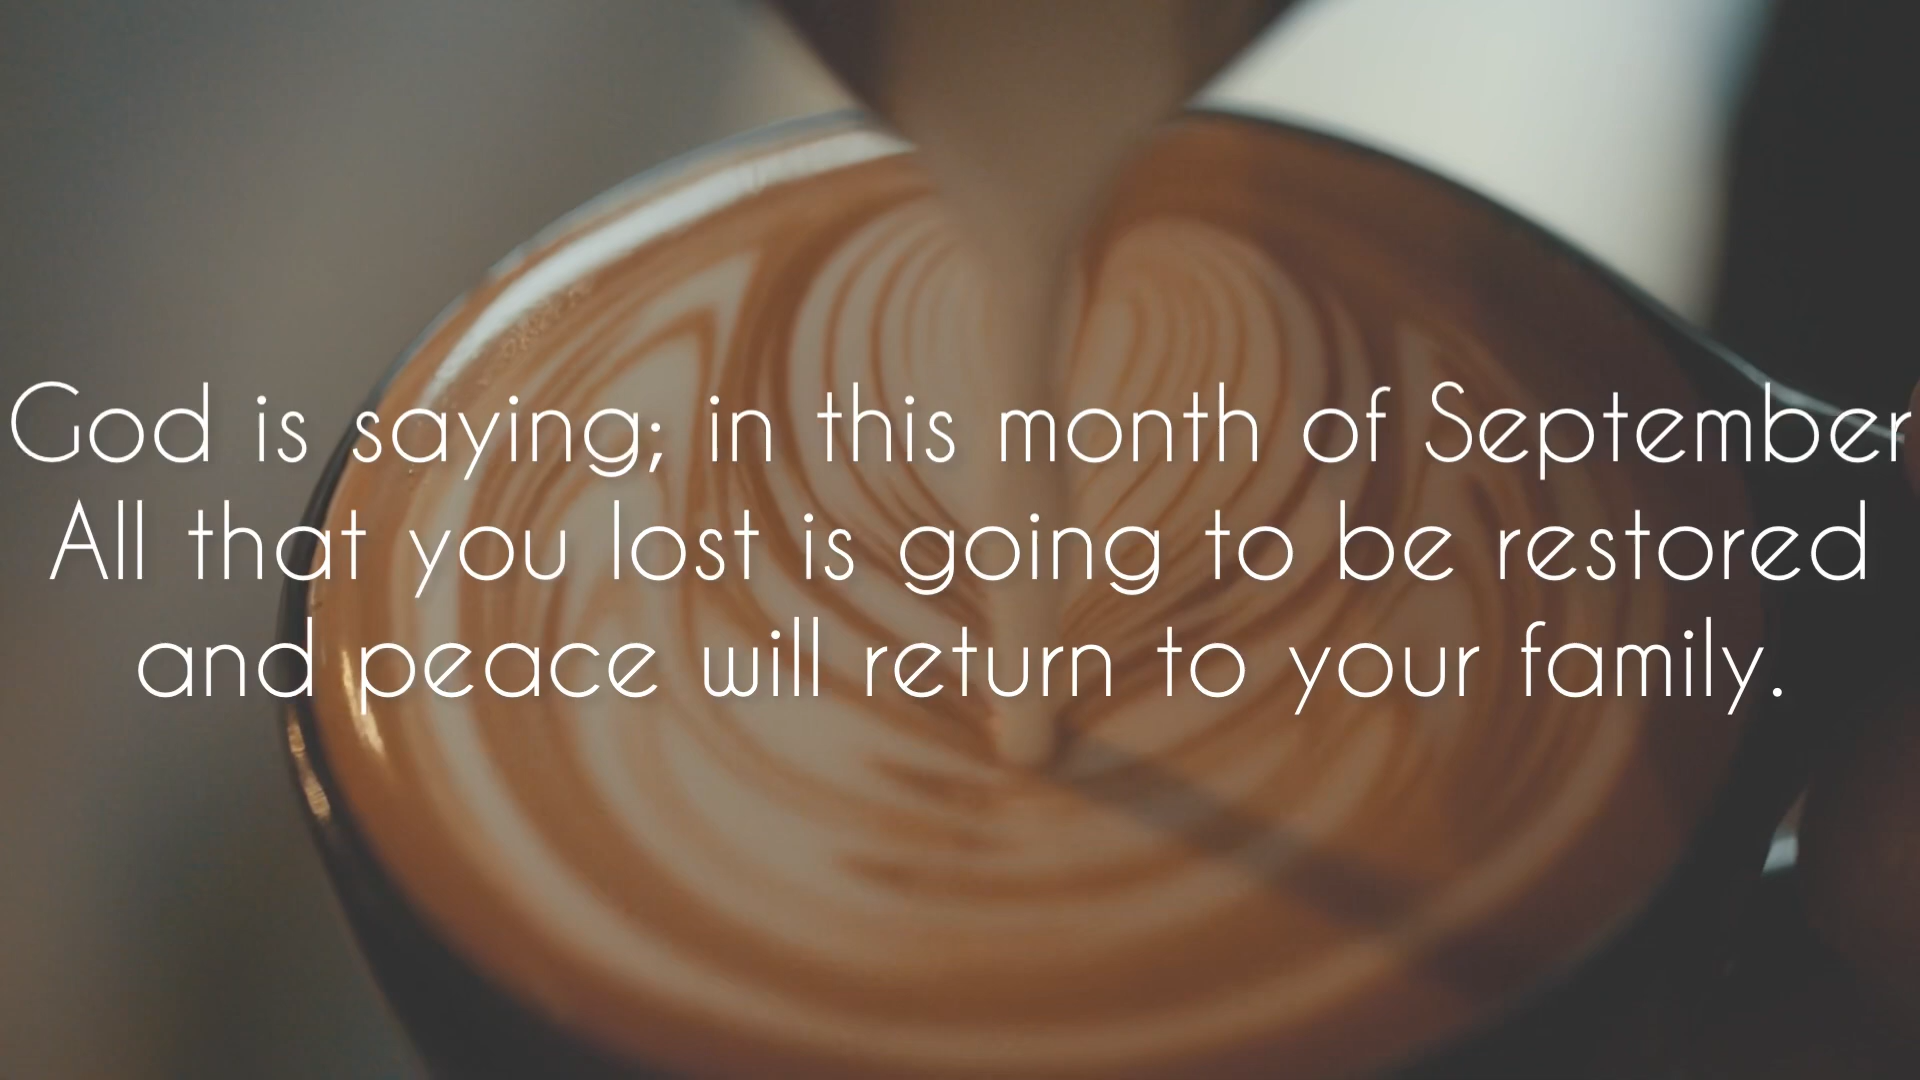 God is saying; in this month of September
All that you lost is going to be restored
and peace will return to your family.